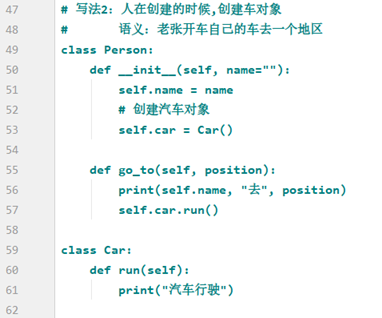 47 # 写法2：人在创建的时候,创建车对象
48 #      语义：老张开车自己的车去一个地区
49 class Person:
50     def __init__(self, name=""):
51         self.name = name
52         # 创建汽车对象
53         self.car = Car()
54
55     def go_to(self, position):
56         print(self.name, "去", position)
57         self.car.run()
58
59 class Car:
60     def run(self):
61         print("汽车行驶")
62